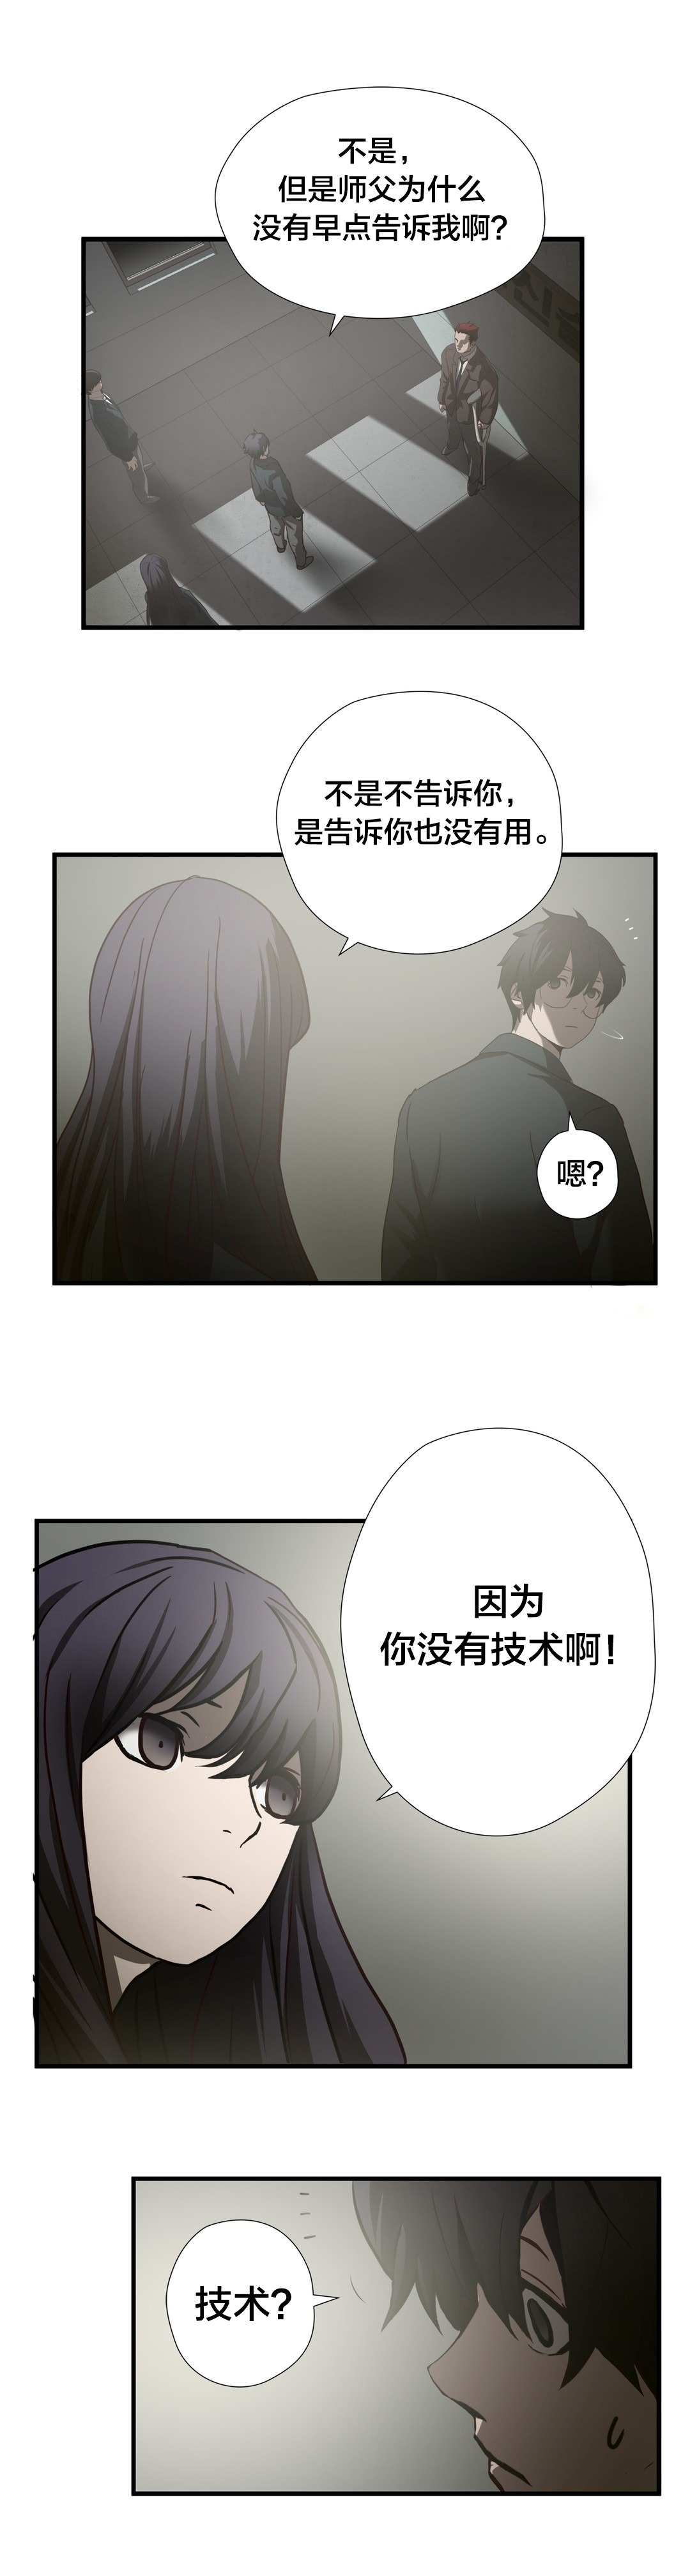 不是，
但是师父为什么
没有早点告诉我啊？
不是不告诉你，
是告诉你也没有用。
嗯？
因为
你没有技术啊！
技术？